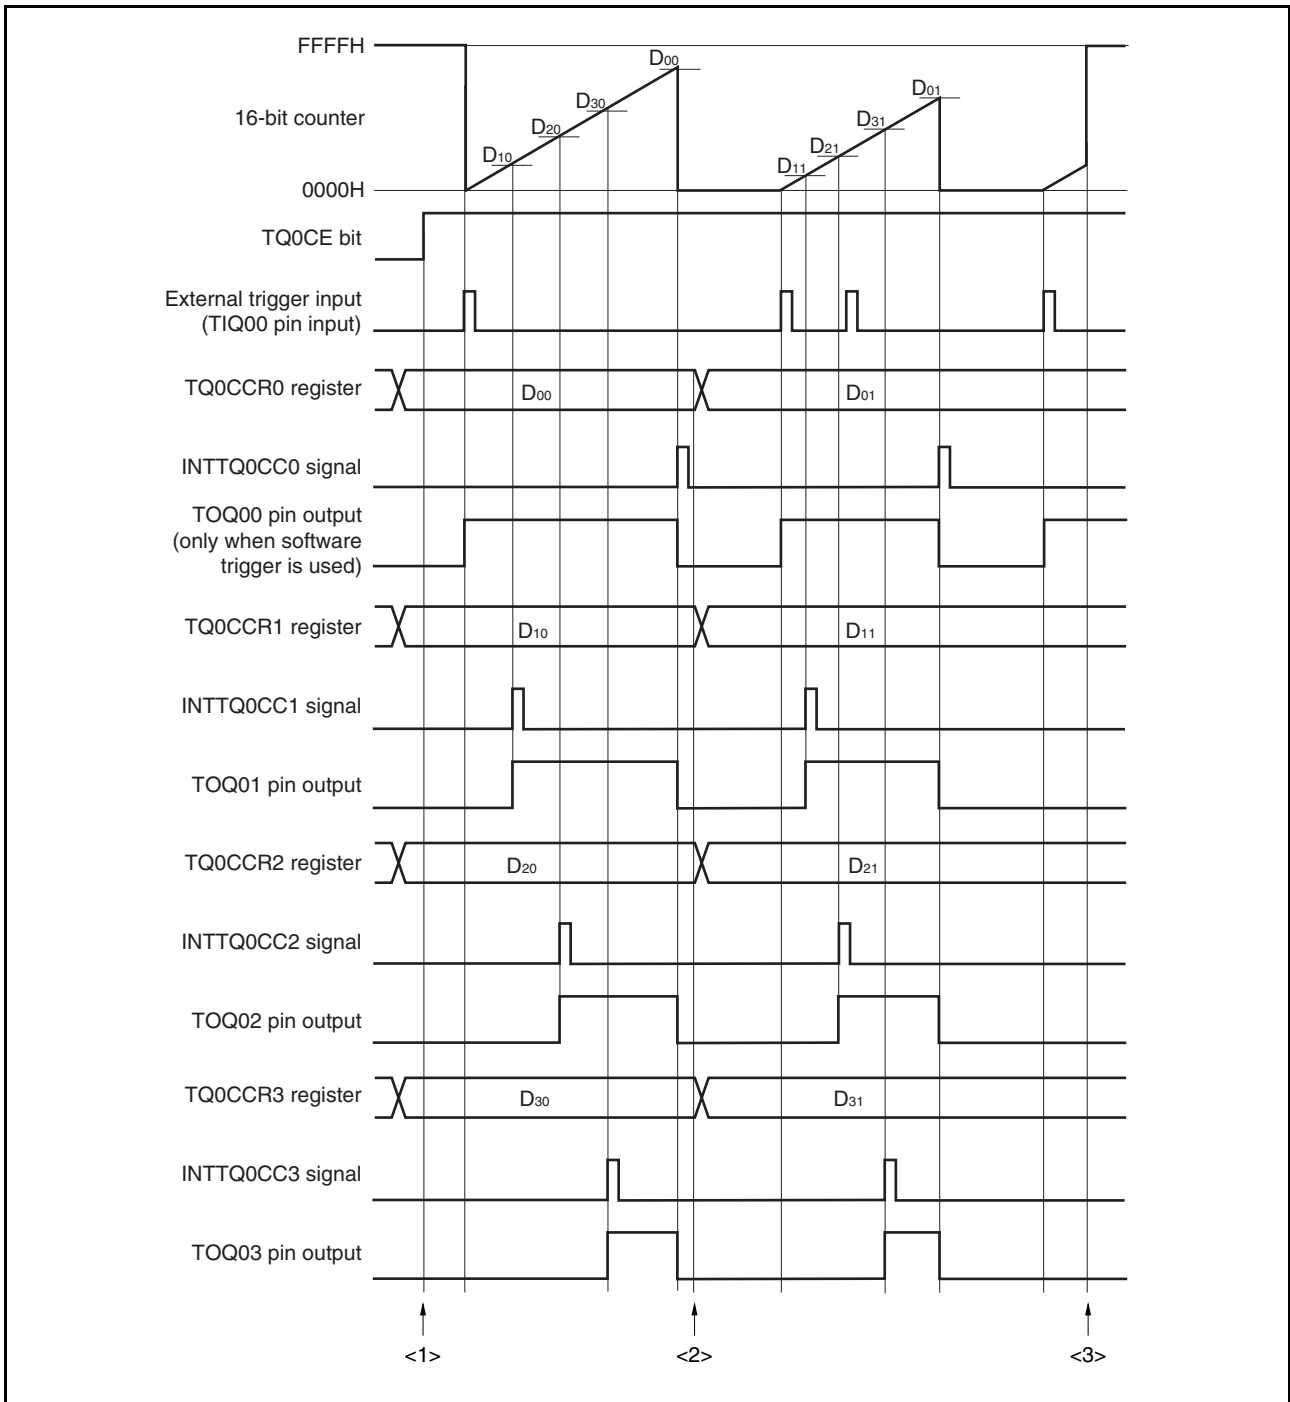 FFFFH
D00
D30
D20
D10
D01
D31
D21
D11
16-bit counter
0000H
TQ0CE bit
External trigger input
(TIQ00 pin input)
TQ0CCR0 register
D00
D01
INTTQ0CC0 signal
TOQ00 pin output
(only when software
trigger is used)
TQ0CCR1 register
D10
D11
INTTQ0CC1 signal
TOQ01 pin output
TQ0CCR2 register
D20
D21
INTTQ0CC2 signal
TOQ02 pin output
TQ0CCR3 register
D30
D31
INTTQ0CC3 signal
TOQ03 pin output
<1>
<2>
<3>